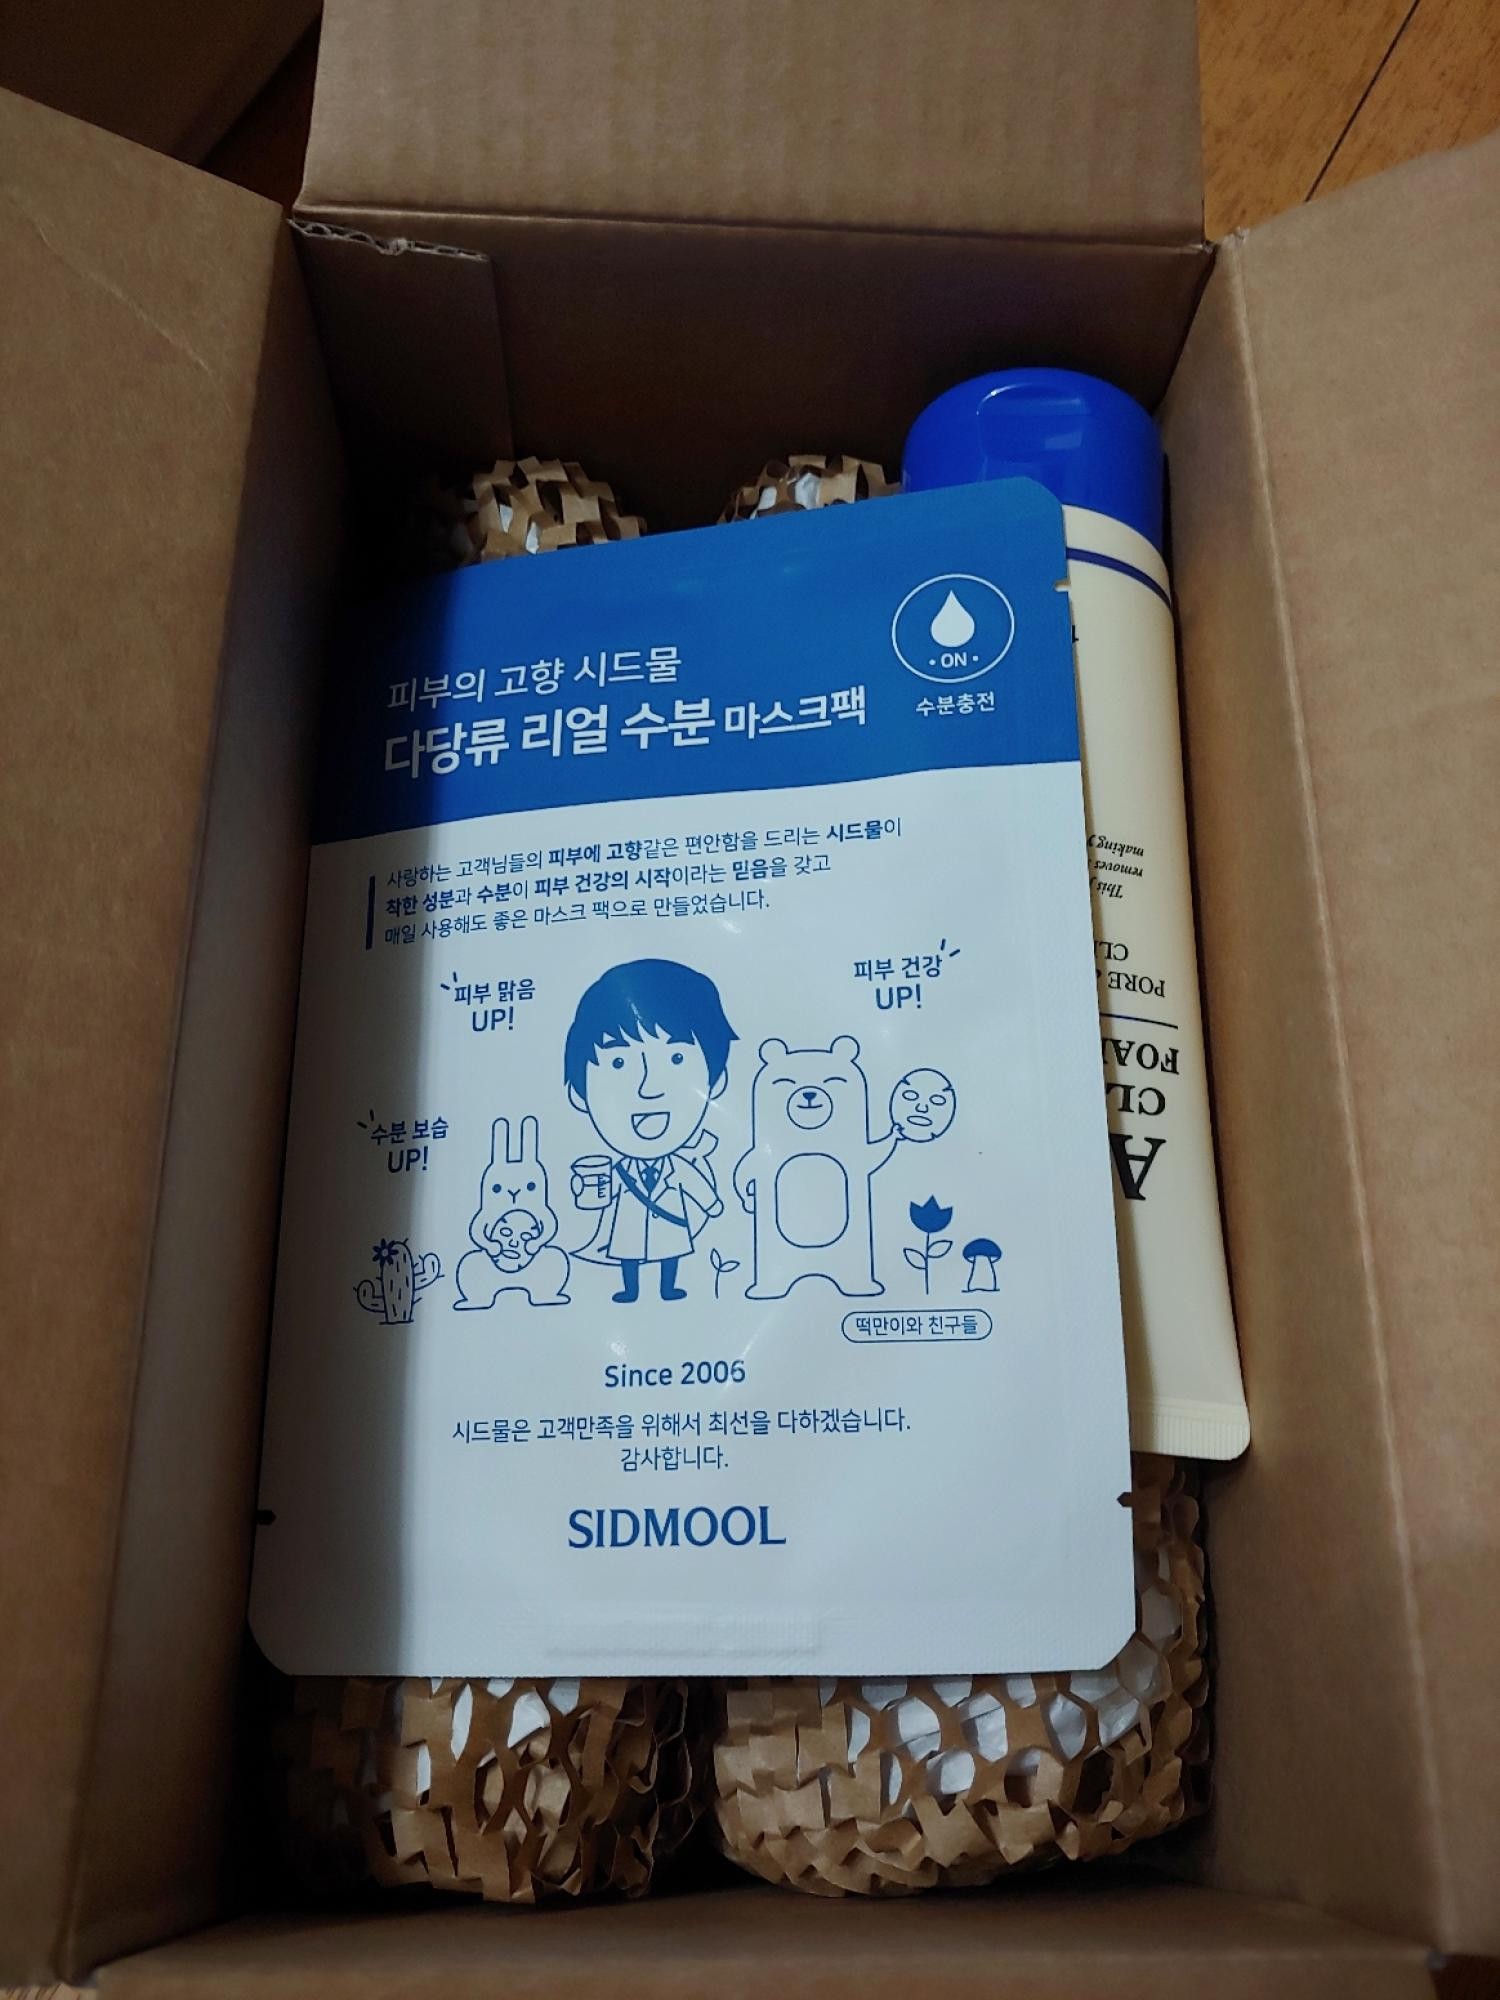 피부의 고향 시드물
다당류 리얼 수분 마스크팩
ON
수분충전
사랑하는 고객님들의 피부에 고향같은 편안함을 드리는 시드물이
착한 성분과 수분이 피부 건강의 시작이라는 믿음을 갖고
매일 사용해도 좋은 마스크 팩으로 만들었습니다.
피부 맑음
UP!
피부 건강
UP!
수분 보습
UP!
떡만이와 친구들
Since 2006
시드물은 고객만족을 위해서 최선을 다하겠습니다.
감사합니다.
SIDMOOL
PORE
This
removes
making